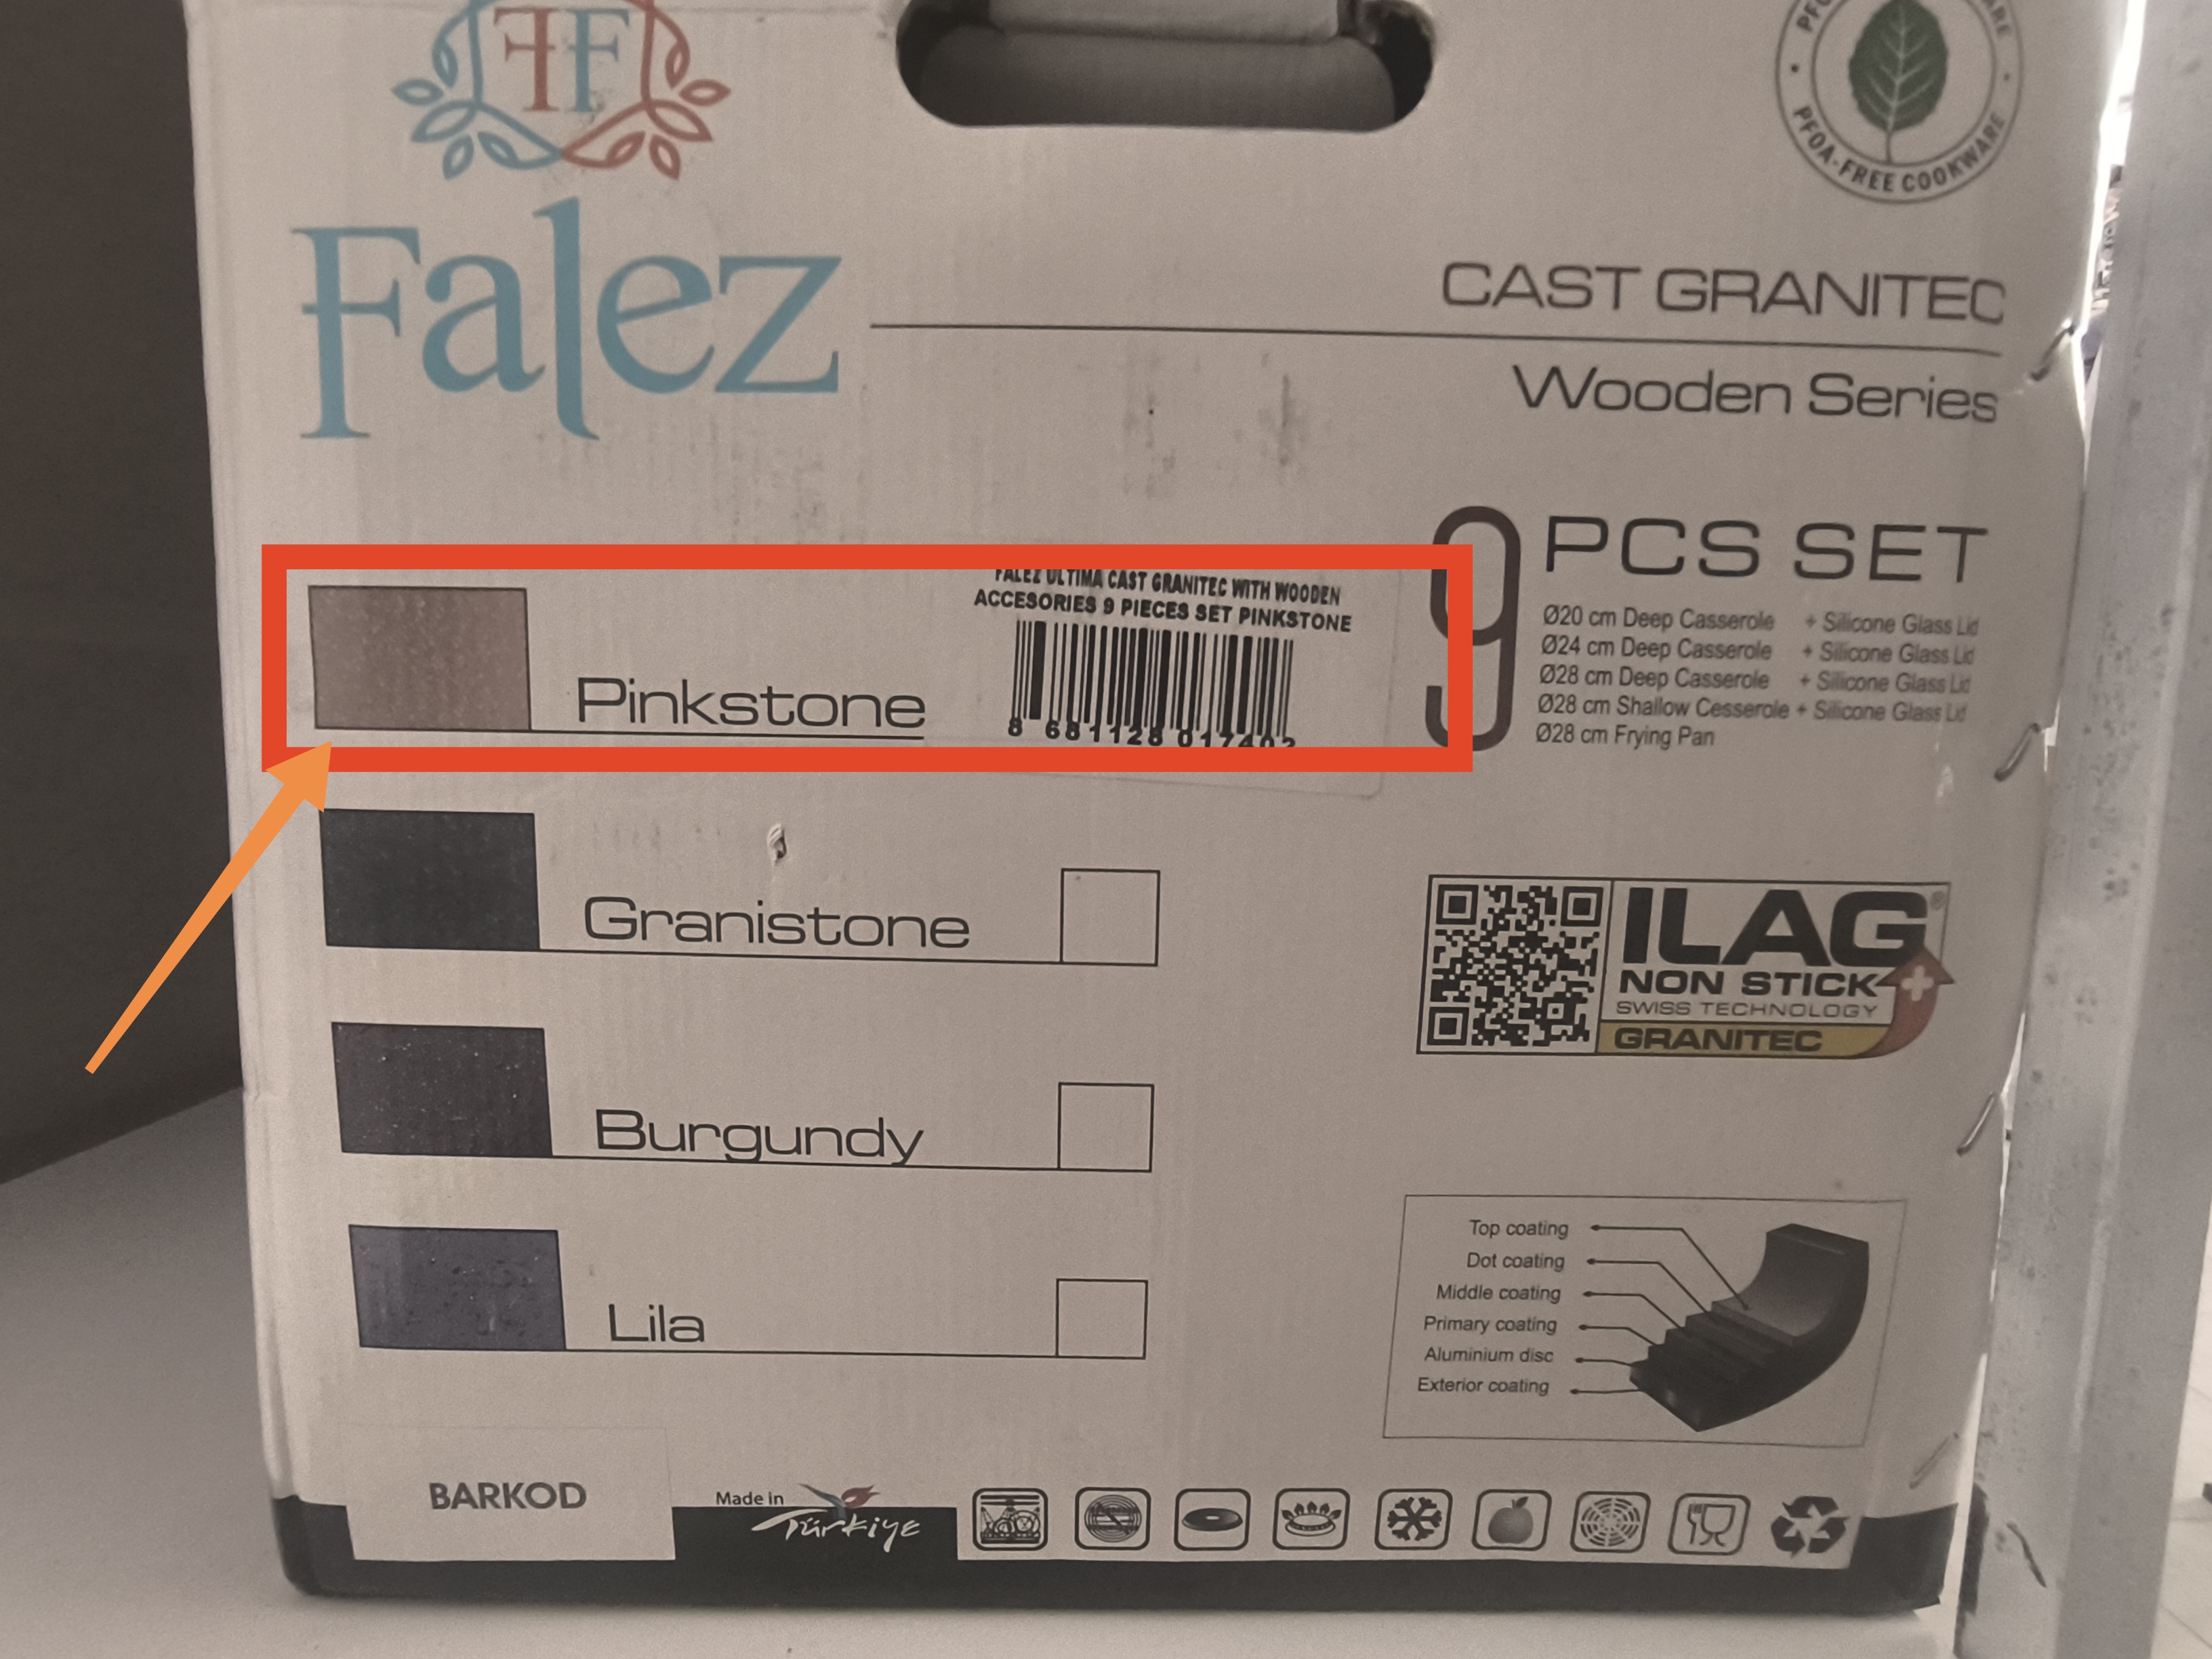 FF
PFOA-FREE COOKWARE
Falez
CAST GRANITEC
Wooden Series
9 PCS SET
Ø20 cm Deep Casserole + Silicone Glass Lid
Ø24 cm Deep Casserole + Silicone Glass Lid
Ø28 cm Deep Casserole + Silicone Glass Lid
Ø28 cm Shallow Cesserole + Silicone Glass Lid
Ø28 cm Frying Pan
FALEZ ULTIMA CAST GRANITEC WITH WOODEN
ACCESORIES 9 PIECES SET PINKSTONE
8 681128 017402
Pinkstone
Granistone
Burgundy
Lila
ILAG®
NON STICK
SWISS TECHNOLOGY
GRANITEC
Top coating
Dot coating
Middle coating
Primary coating
Aluminium disc
Exterior coating
BARKOD
Made in
Türkiye